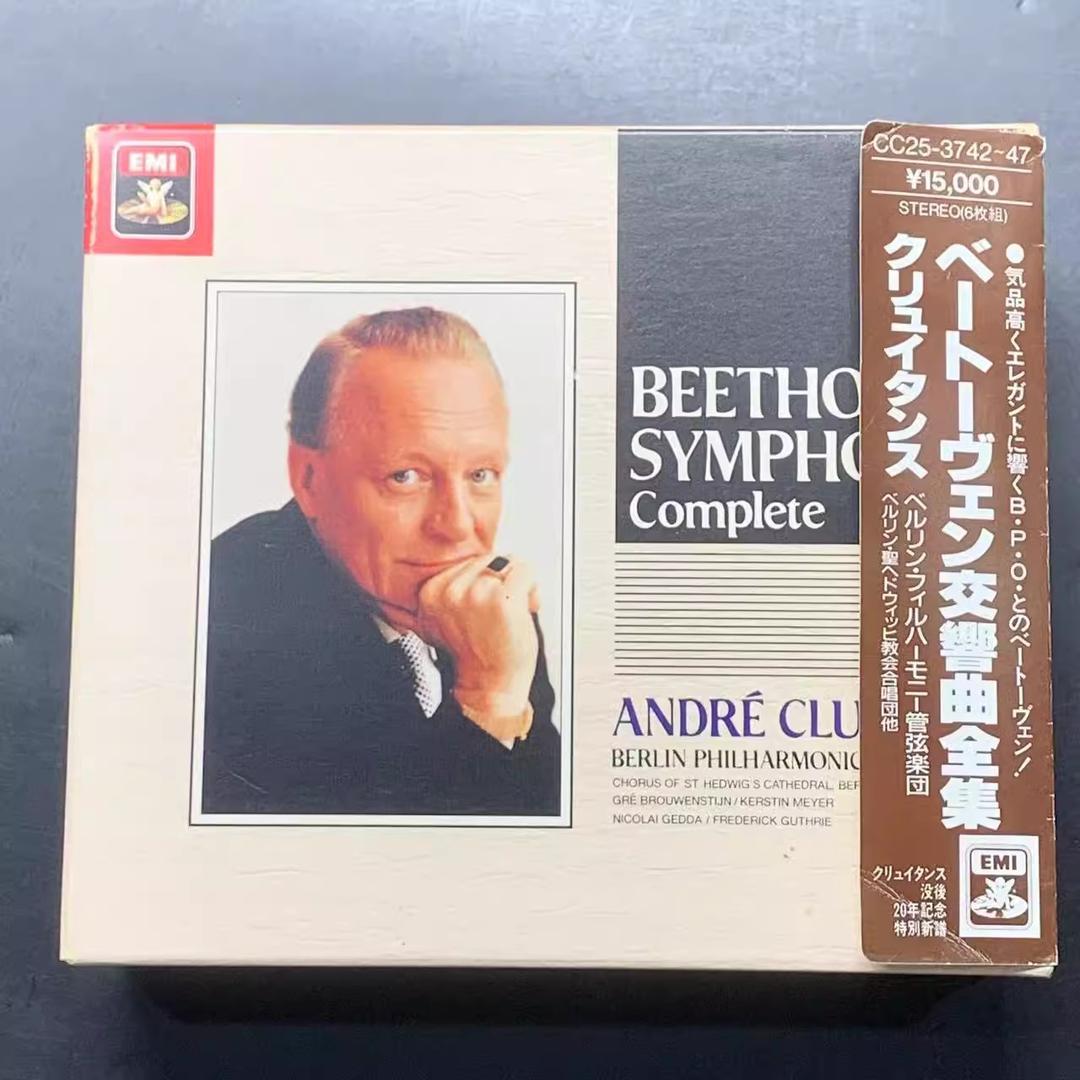 EMI
BEETHO
SYMPHO
Complete
ANDRÉ CLU
BERLIN PHILHARMONIC
CHORUS OF ST HEDWIG'S CATHEDRAL, BER
GRÉ BROUWENSTIJN / KERSTIN MEYER
NICOLAI GEDDA / FREDERICK GUTHRIE
CC25-3742~47
¥15,000
STEREO(6枚組)
●気品高くエレガントに響くB・P・O・とのベートーヴェン!
ベートーヴェン交響曲全集
クリュイタンス
ベルリン・フィルハーモニー管弦楽団
ベルリン・聖ヘドウィッヒ教会合唱団他
クリュイタンス
没後
20年記念
特別新譜
EMI